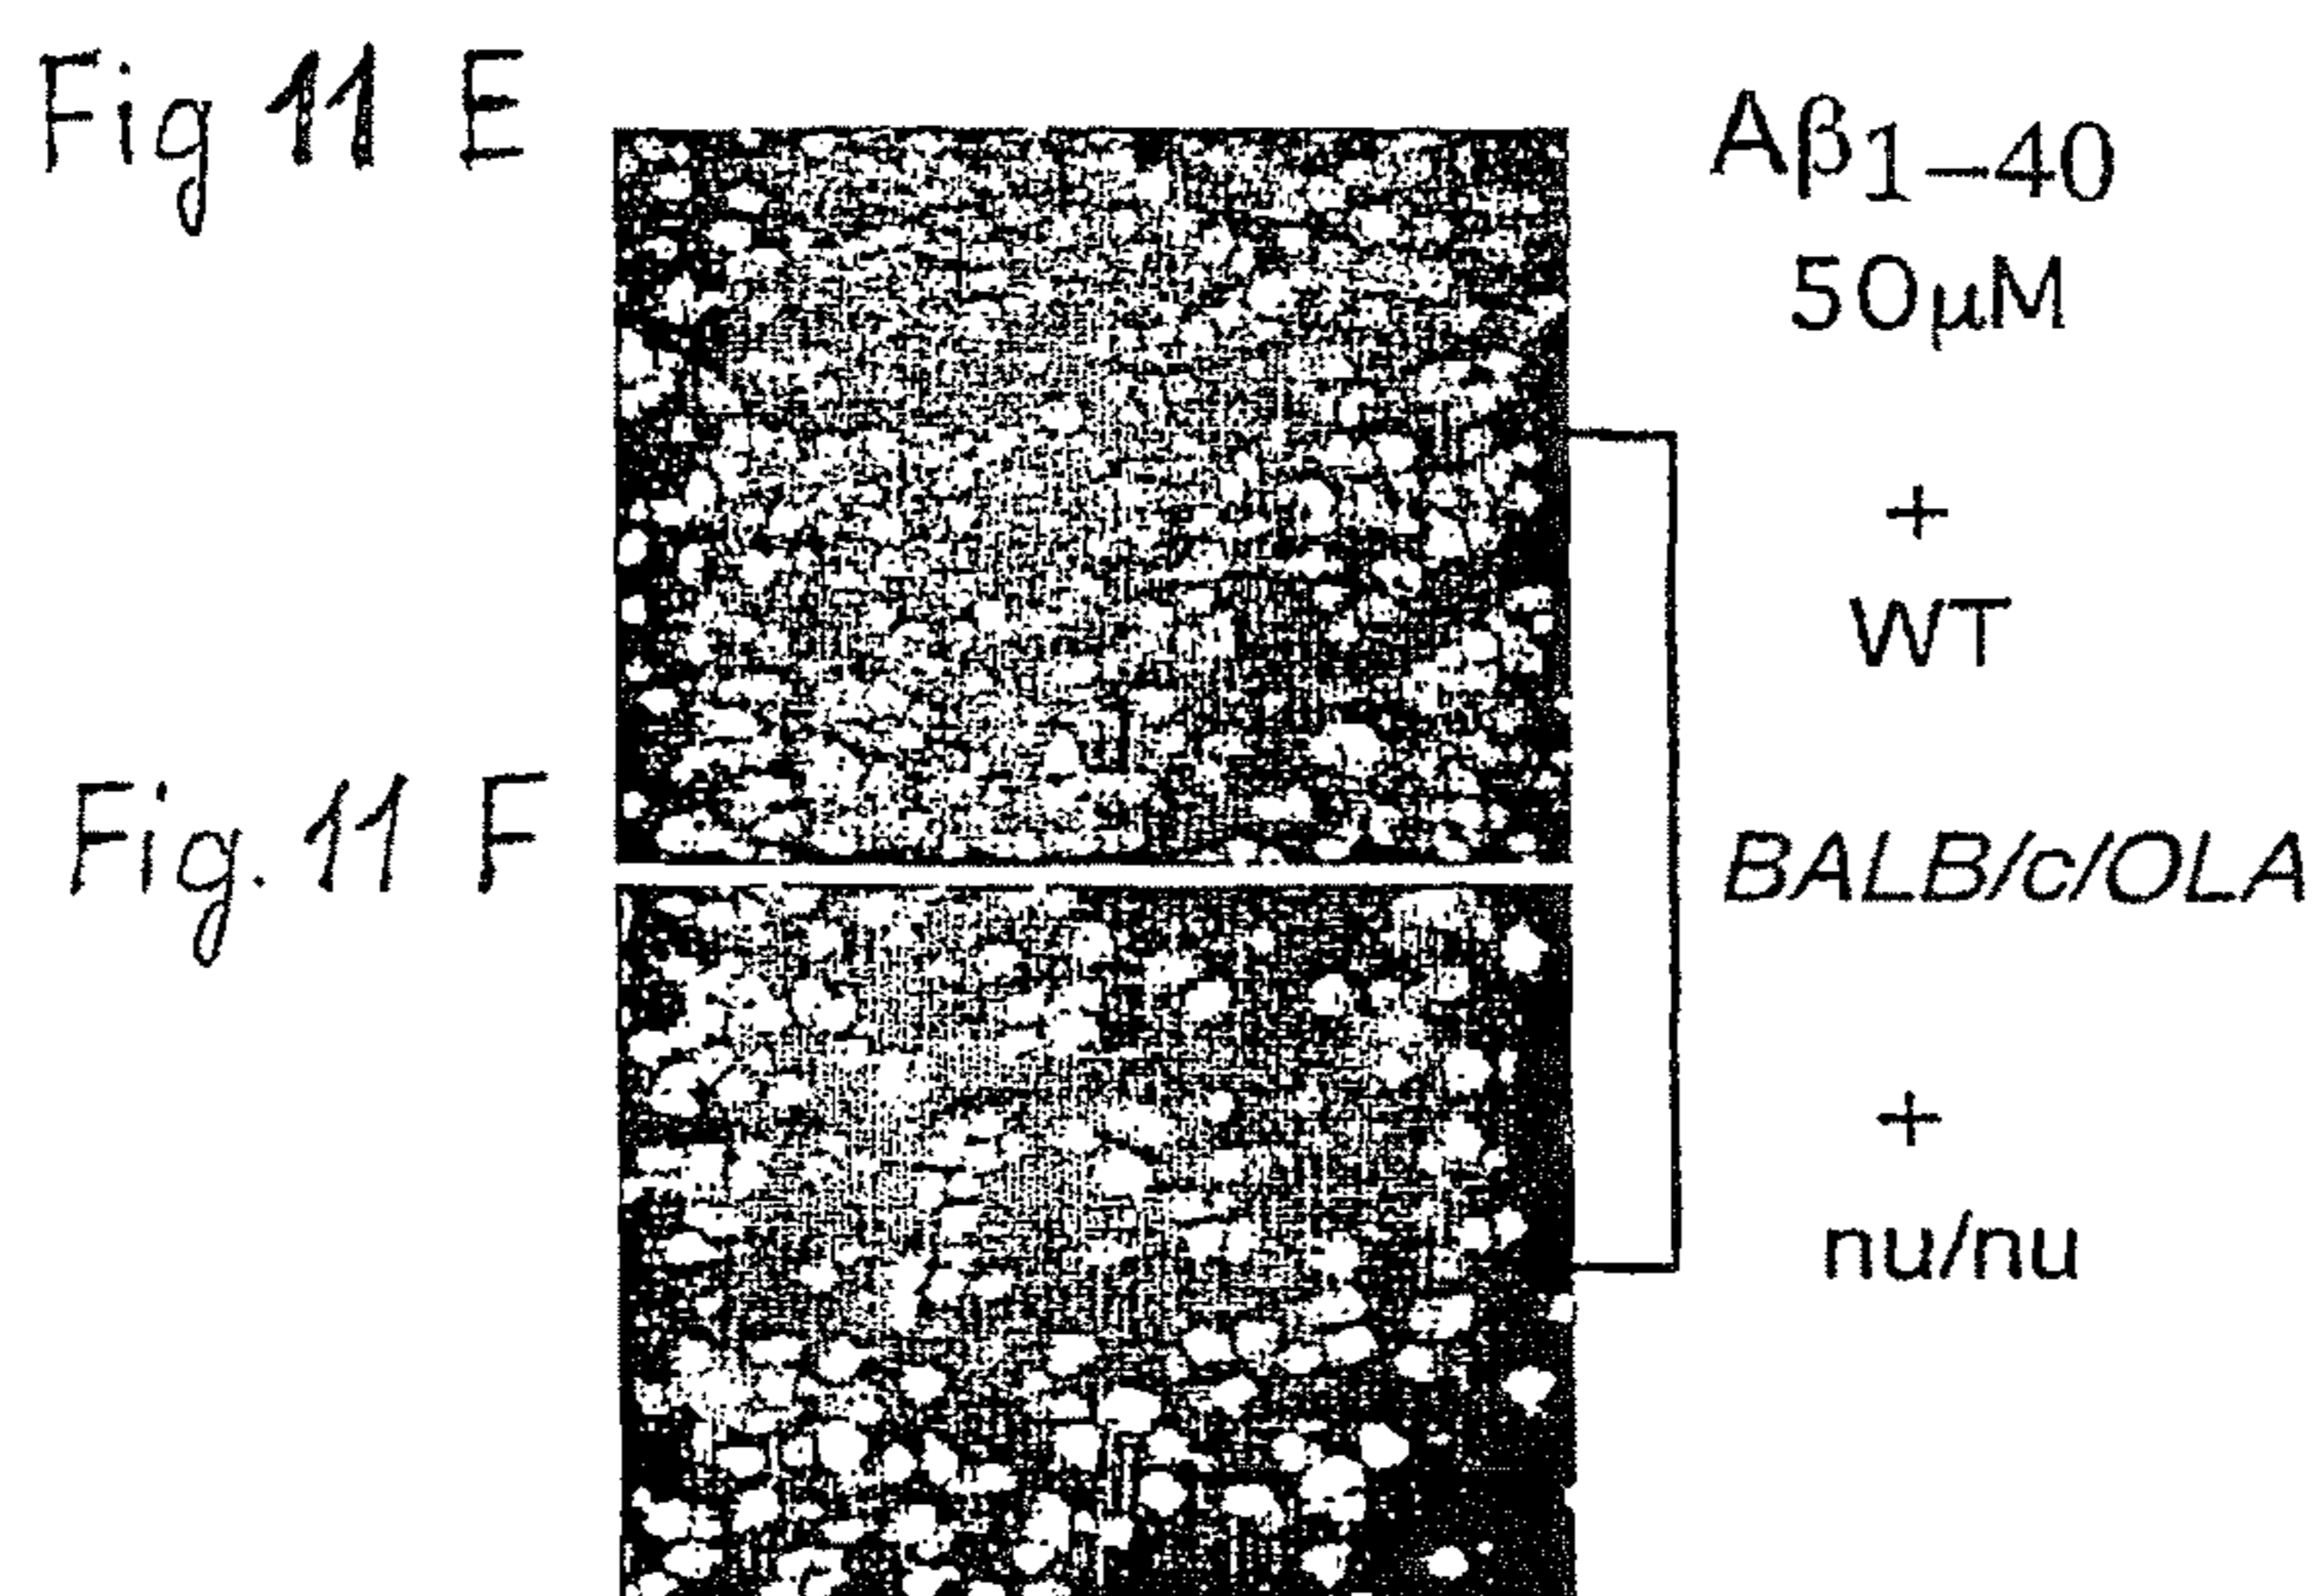 Fig 11 E
Aβ1–40
50μM
+
WT
Fig. 11 F
BALB/c/OLA
+
nu/nu